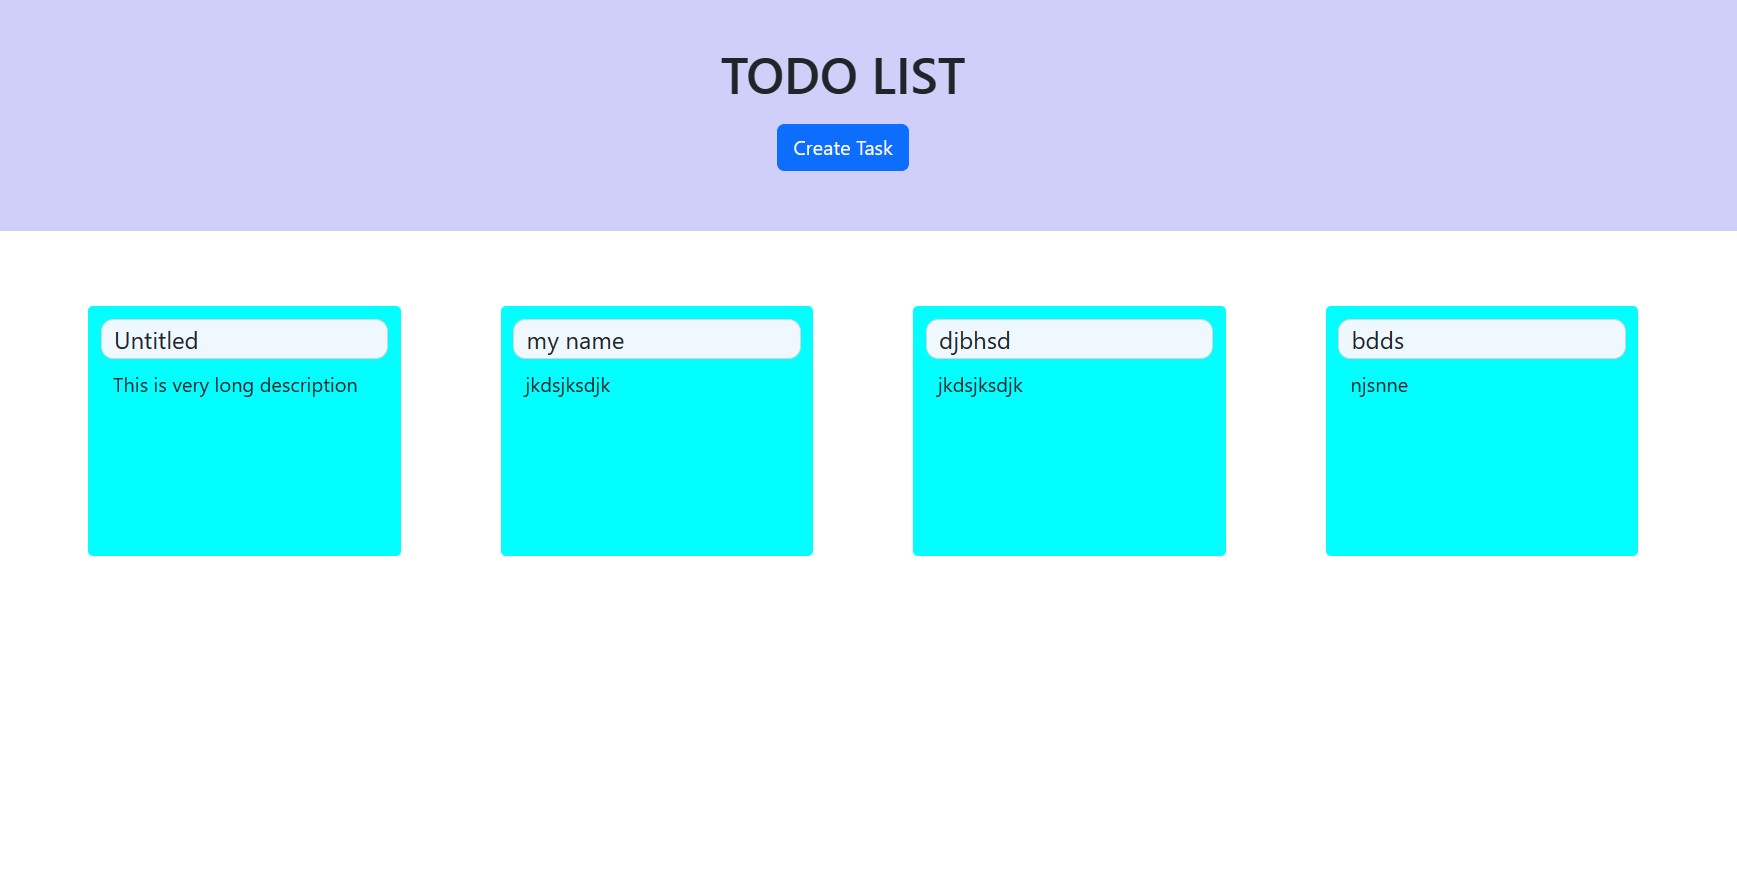 TODO LIST
Create Task
Untitled
This is very long description
my name
jkdsjksdjk
djbhsd
jkdsjksdjk
bdds
njsnne